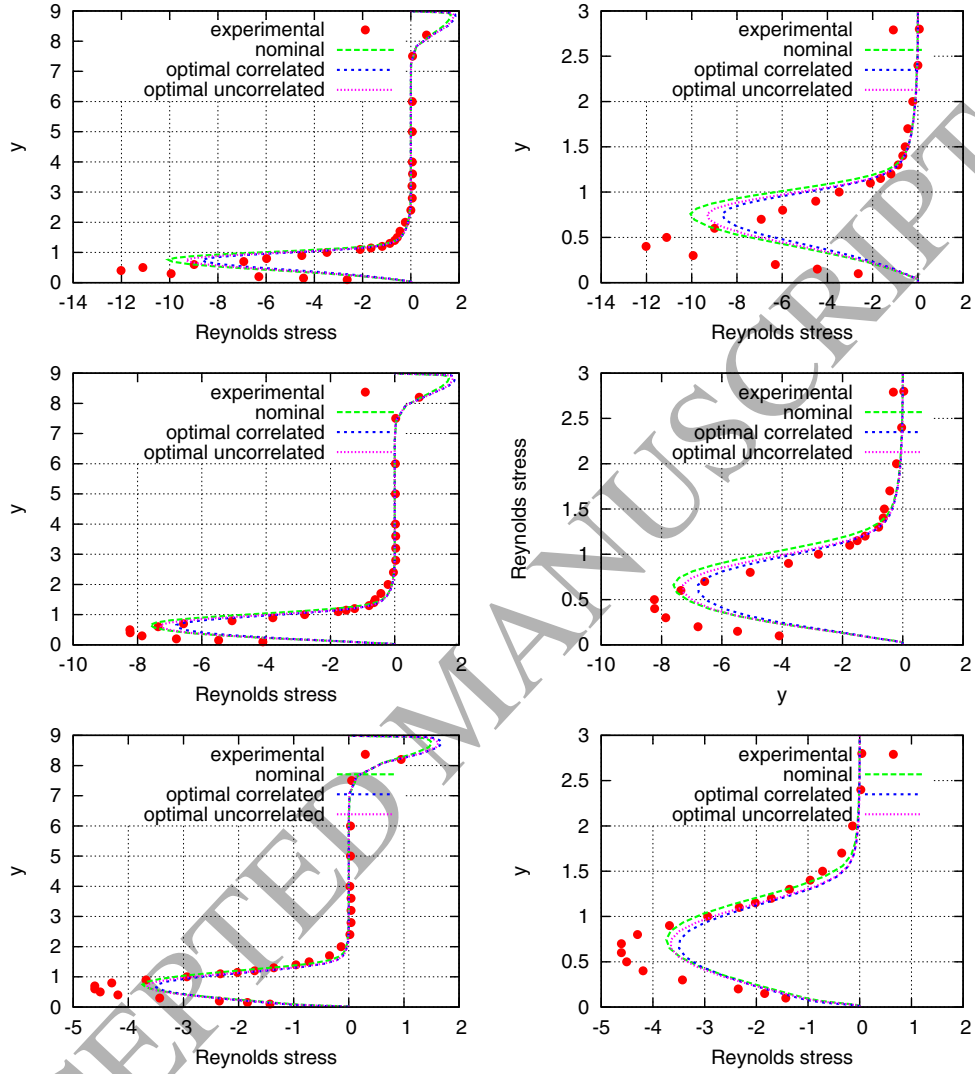 9
8
7
6
5
4
3
2
1
0
y
experimental
nominal
optimal correlated
optimal uncorrelated
-14 -12 -10 -8 -6 -4 -2 0 2
Reynolds stress
3
2.5
2
1.5
1
0.5
0
y
experimental
nominal
optimal correlated
optimal uncorrelated
-14 -12 -10 -8 -6 -4 -2 0 2
Reynolds stress
9
8
7
6
5
4
3
2
1
0
y
experimental
nominal
optimal correlated
optimal uncorrelated
-10 -8 -6 -4 -2 0 2
Reynolds stress
3
2.5
2
1.5
1
0.5
0
Reynolds stress
experimental
nominal
optimal correlated
optimal uncorrelated
-10 -8 -6 -4 -2 0 2
y
9
8
7
6
5
4
3
2
1
0
y
experimental
nominal
optimal correlated
optimal uncorrelated
-5 -4 -3 -2 -1 0 1 2
Reynolds stress
3
2.5
2
1.5
1
0.5
0
y
experimental
nominal
optimal correlated
optimal uncorrelated
-5 -4 -3 -2 -1 0 1 2
Reynolds stress
EPTED MANUSCRIPT